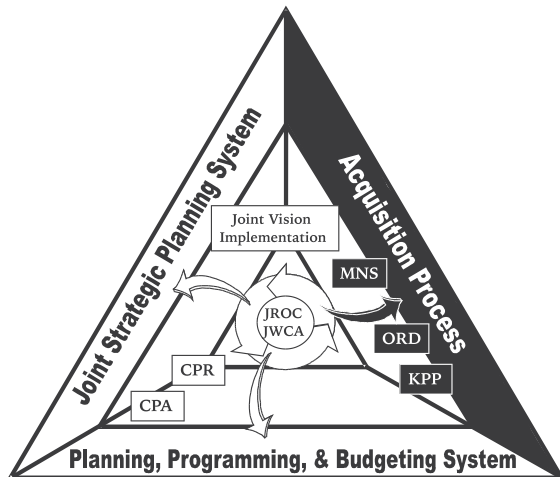 Joint Strategic Planning System
Acquisition Process
Joint Vision
Implementation
MNS
JROC
JWCA
ORD
CPR
KPP
CPA
Planning, Programming, & Budgeting System